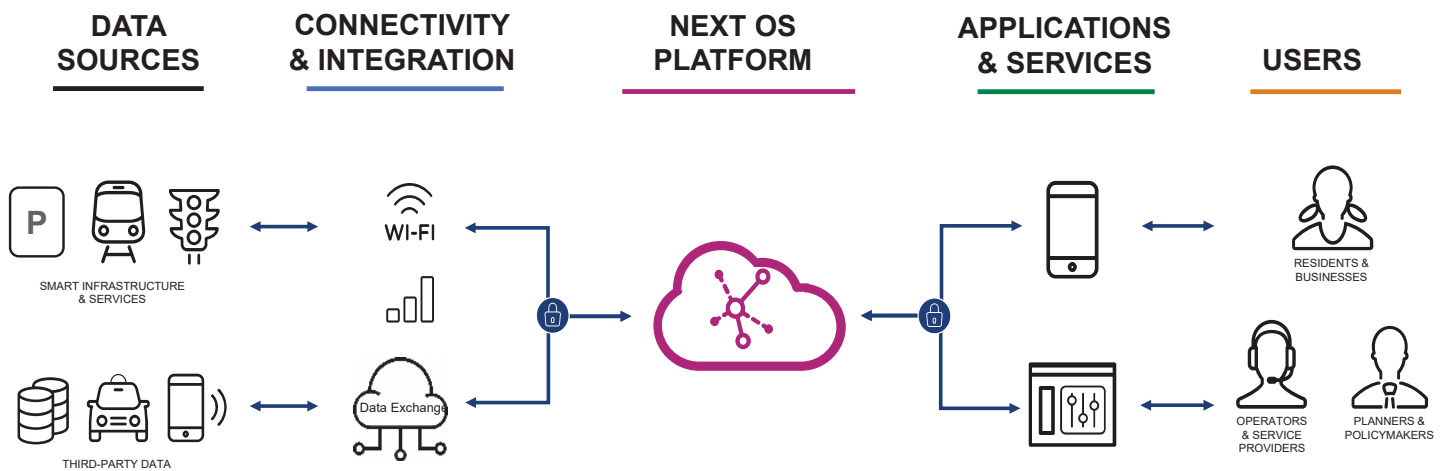 DATA
SOURCES
CONNECTIVITY
& INTEGRATION
NEXT OS
PLATFORM
APPLICATIONS
& SERVICES
USERS
P
WI-FI
SMART INFRASTRUCTURE
& SERVICES
RESIDENTS &
BUSINESSES
Data Exchange
THIRD-PARTY DATA
OPERATORS
& SERVICE
PROVIDERS
PLANNERS &
POLICYMAKERS